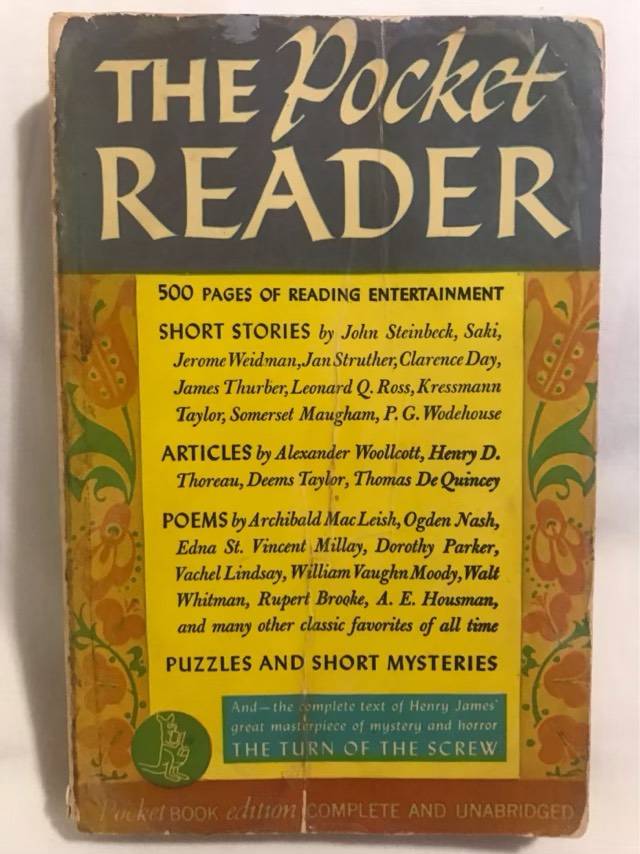 THE Pocket
READER
500 PAGES OF READING ENTERTAINMENT
SHORT STORIES by John Steinbeck, Saki,
Jerome Weidman, Jan Struther, Clarence Day,
James Thurber, Leonard Q. Ross, Kressmann
Taylor, Somerset Maugham, P. G. Wodehouse
ARTICLES by Alexander Woollcott, Henry D.
Thoreau, Deems Taylor, Thomas De Quincey
POEMS by Archibald MacLeish, Ogden Nash,
Edna St. Vincent Millay, Dorothy Parker,
Vachel Lindsay, William Vaughn Moody, Walt
Whitman, Rupert Brooke, A. E. Housman,
and many other classic favorites of all time
PUZZLES AND SHORT MYSTERIES
And—the complete text of Henry James'
great masterpiece of mystery and horror
THE TURN OF THE SCREW
Pocket BOOK edition COMPLETE AND UNABRIDGED